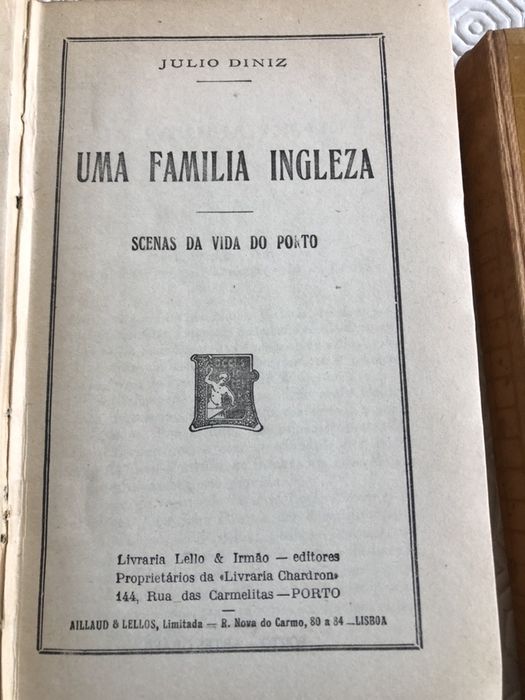 JULIO DINIZ
UMA FAMILIA INGLEZA
SCENAS DA VIDA DO PORTO
Livraria Lello & Irmão — editores
Proprietários da «Livraria Chardron»
144, Rua das Carmelitas — PORTO
AILLAUD & LELLOS, Limitada — R. Nova do Carmo, 80 a 84 — LISBOA